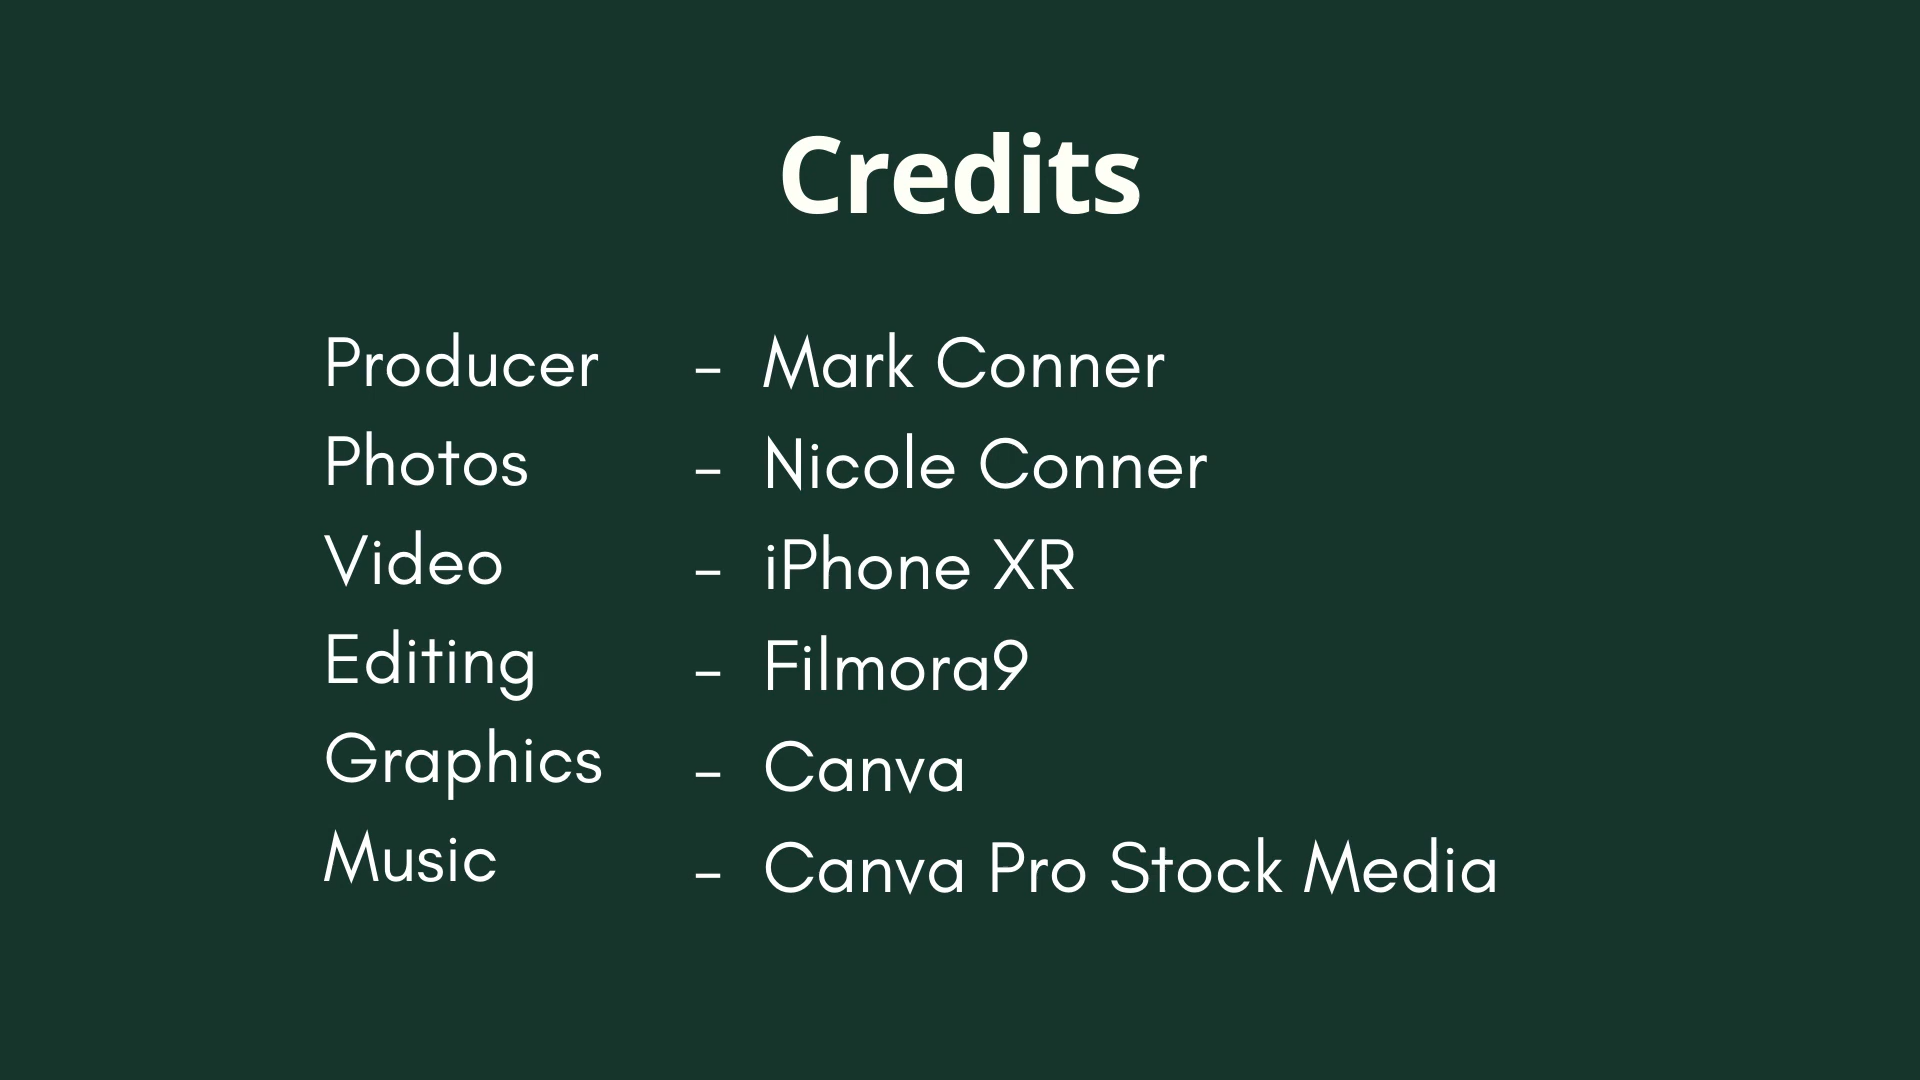 Credits
Producer – Mark Conner
Photos – Nicole Conner
Video – iPhone XR
Editing – Filmora9
Graphics – Canva
Music – Canva Pro Stock Media